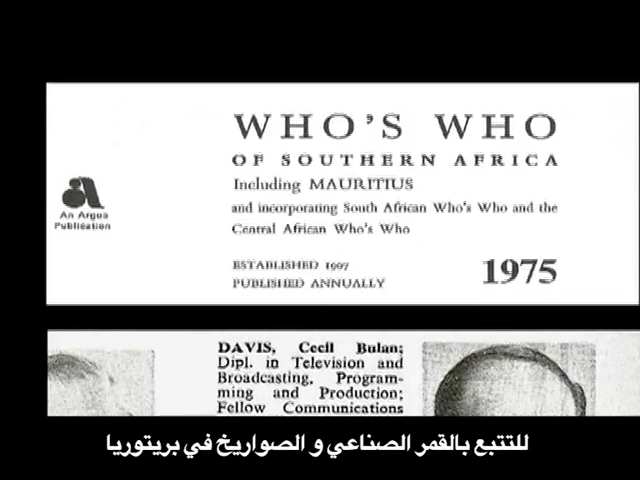 WHO'S WHO
OF SOUTHERN AFRICA
Including MAURITIUS
and incorporating South African Who's Who and the
Central African Who's Who
An Argus
Publication
ESTABLISHED 1907
PUBLISHED ANNUALLY
1975
DAVIS, Cecil Bulan;
Dipl. in Television and
Broadcasting, Program-
ming and Production;
Fellow Communications
للتتبع بالقمر الصناعي و الصواريخ في بريتوريا